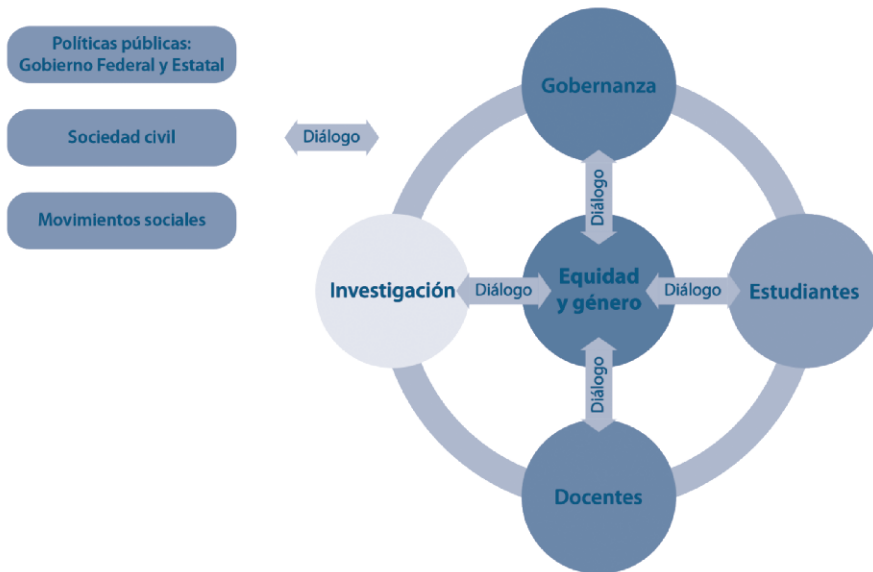 Políticas públicas:
Gobierno Federal y Estatal
Sociedad civil
Movimientos sociales
Diálogo
Gobernanza
Diálogo
Investigación
Diálogo
Equidad
y género
Diálogo
Estudiantes
Diálogo
Docentes